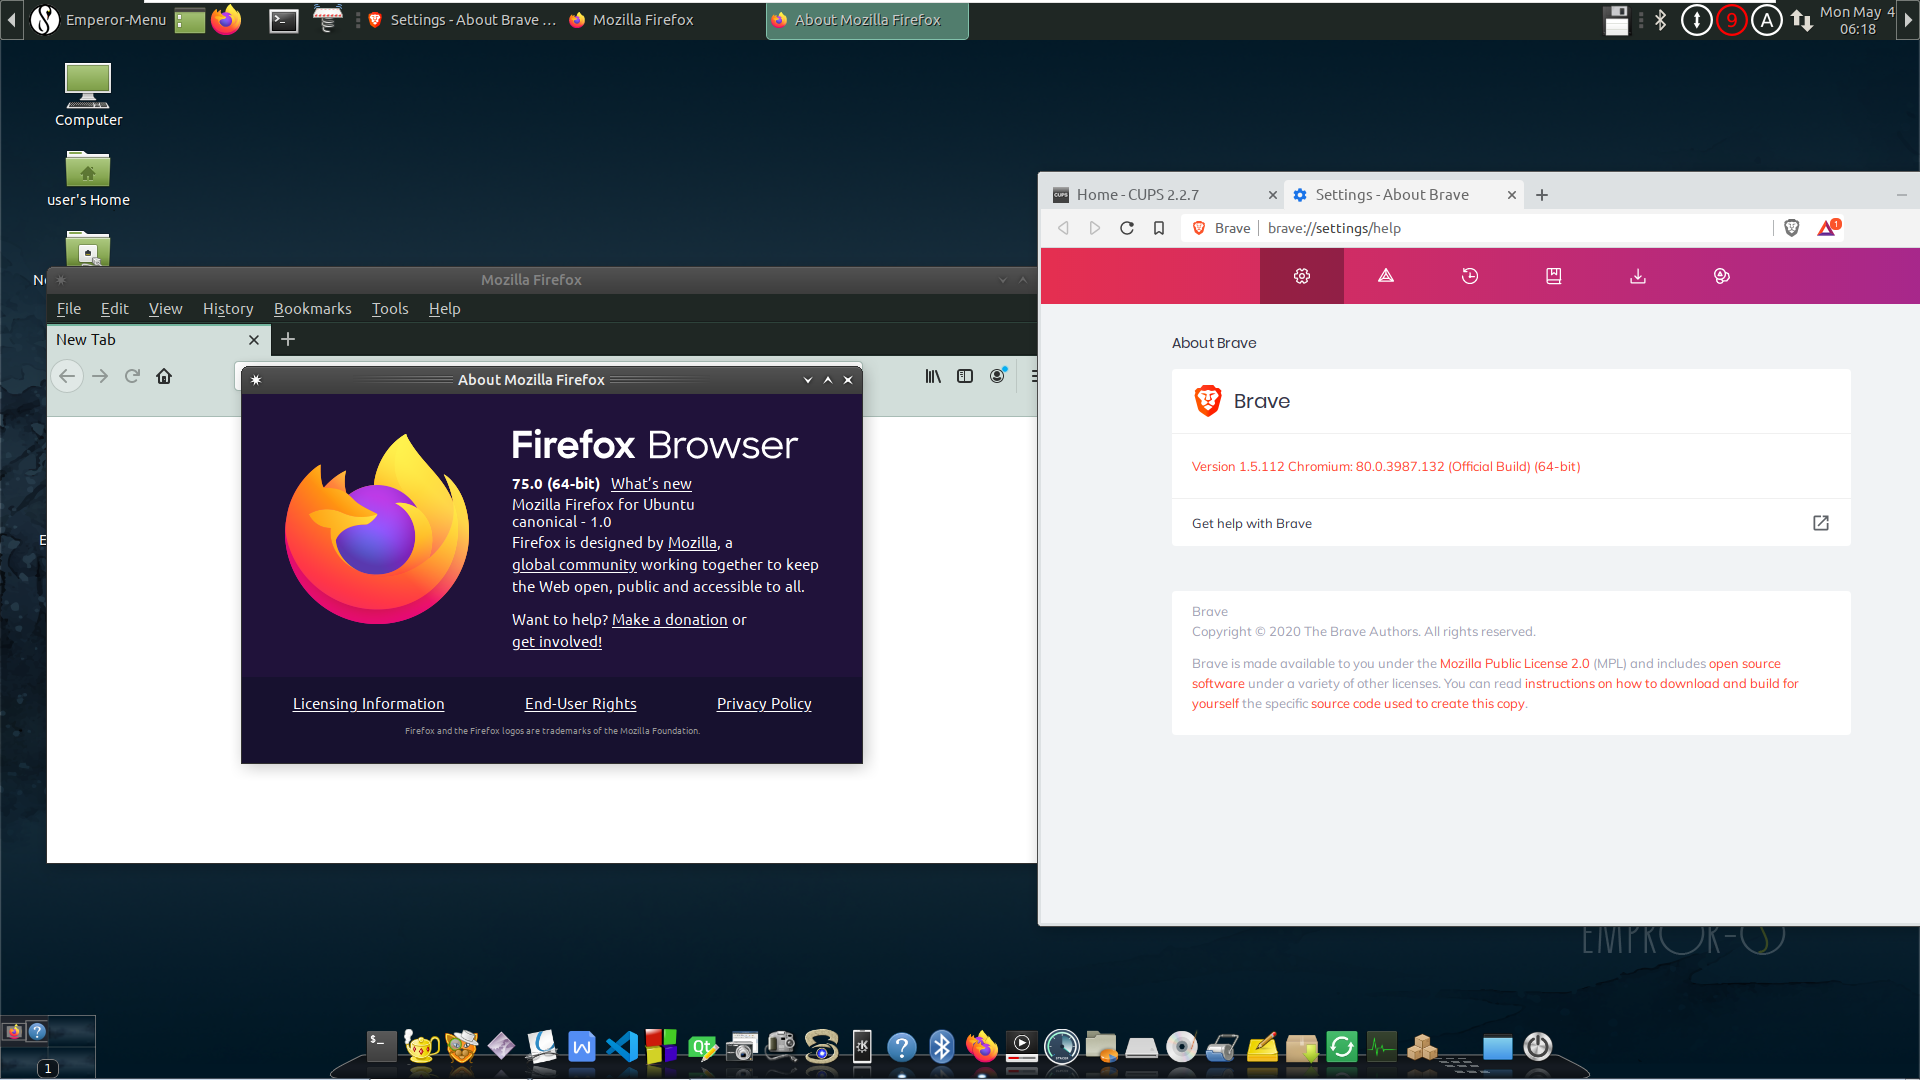 Emperor-Menu
Settings - About Brave ...
Mozilla Firefox
About Mozilla Firefox
9
A
Mon May 4
06:18
Computer
user's Home
Home - CUPS 2.2.7
Settings - About Brave
Brave
brave://settings/help
1
Mozilla Firefox
File Edit View History Bookmarks Tools Help
New Tab
About Mozilla Firefox
Firefox Browser
75.0 (64-bit) What's new
Mozilla Firefox for Ubuntu
canonical - 1.0
Firefox is designed by Mozilla, a
global community working together to keep
the Web open, public and accessible to all.
Want to help? Make a donation or
get involved!
Licensing Information
End-User Rights
Privacy Policy
Firefox and the Firefox logos are trademarks of the Mozilla Foundation.
About Brave
Brave
Version 1.5.112 Chromium: 80.0.3987.132 (Official Build) (64-bit)
Get help with Brave
Brave
Copyright © 2020 The Brave Authors. All rights reserved.
Brave is made available to you under the Mozilla Public License 2.0 (MPL) and includes open source
software under a variety of other licenses. You can read instructions on how to download and build for
yourself the specific source code used to create this copy.
1